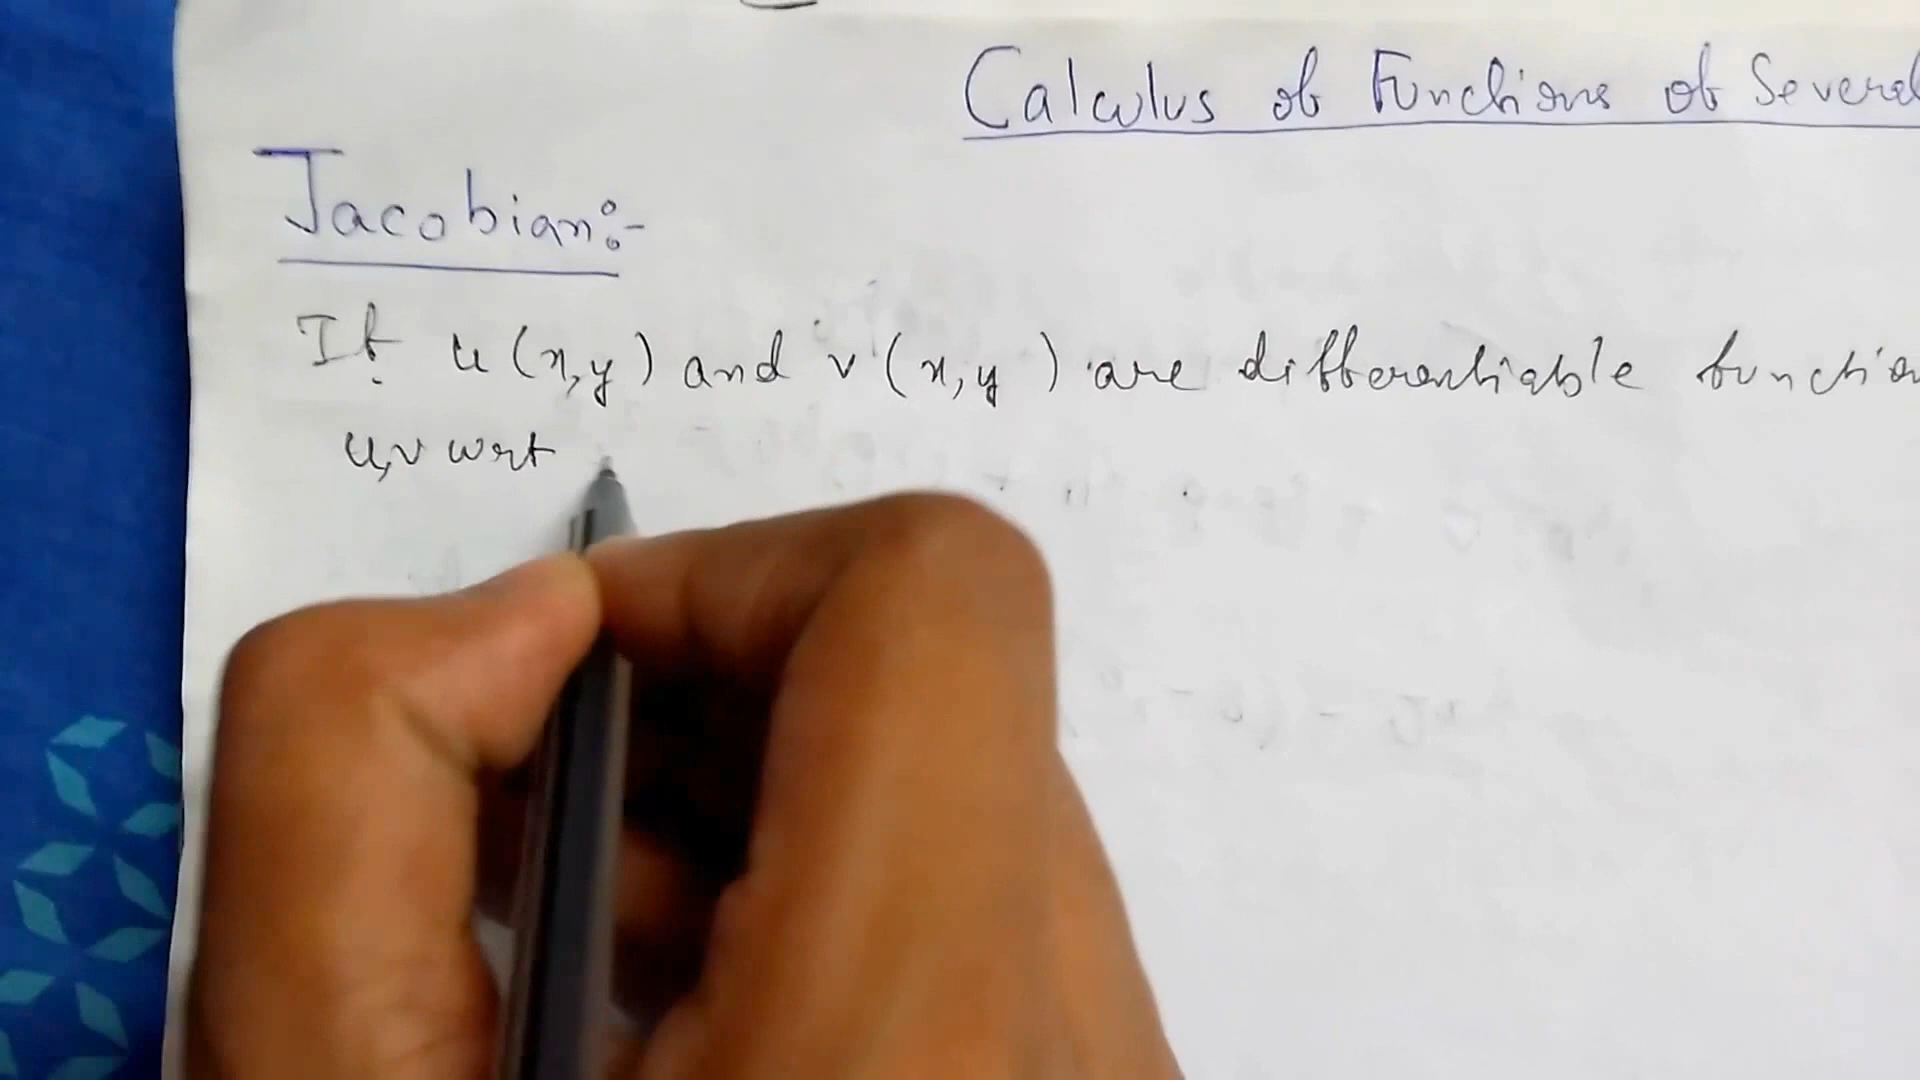 Calculus of Functions of Several
Jacobian:-
If u(x,y) and v(x,y) are differentiable function
u,v wrt